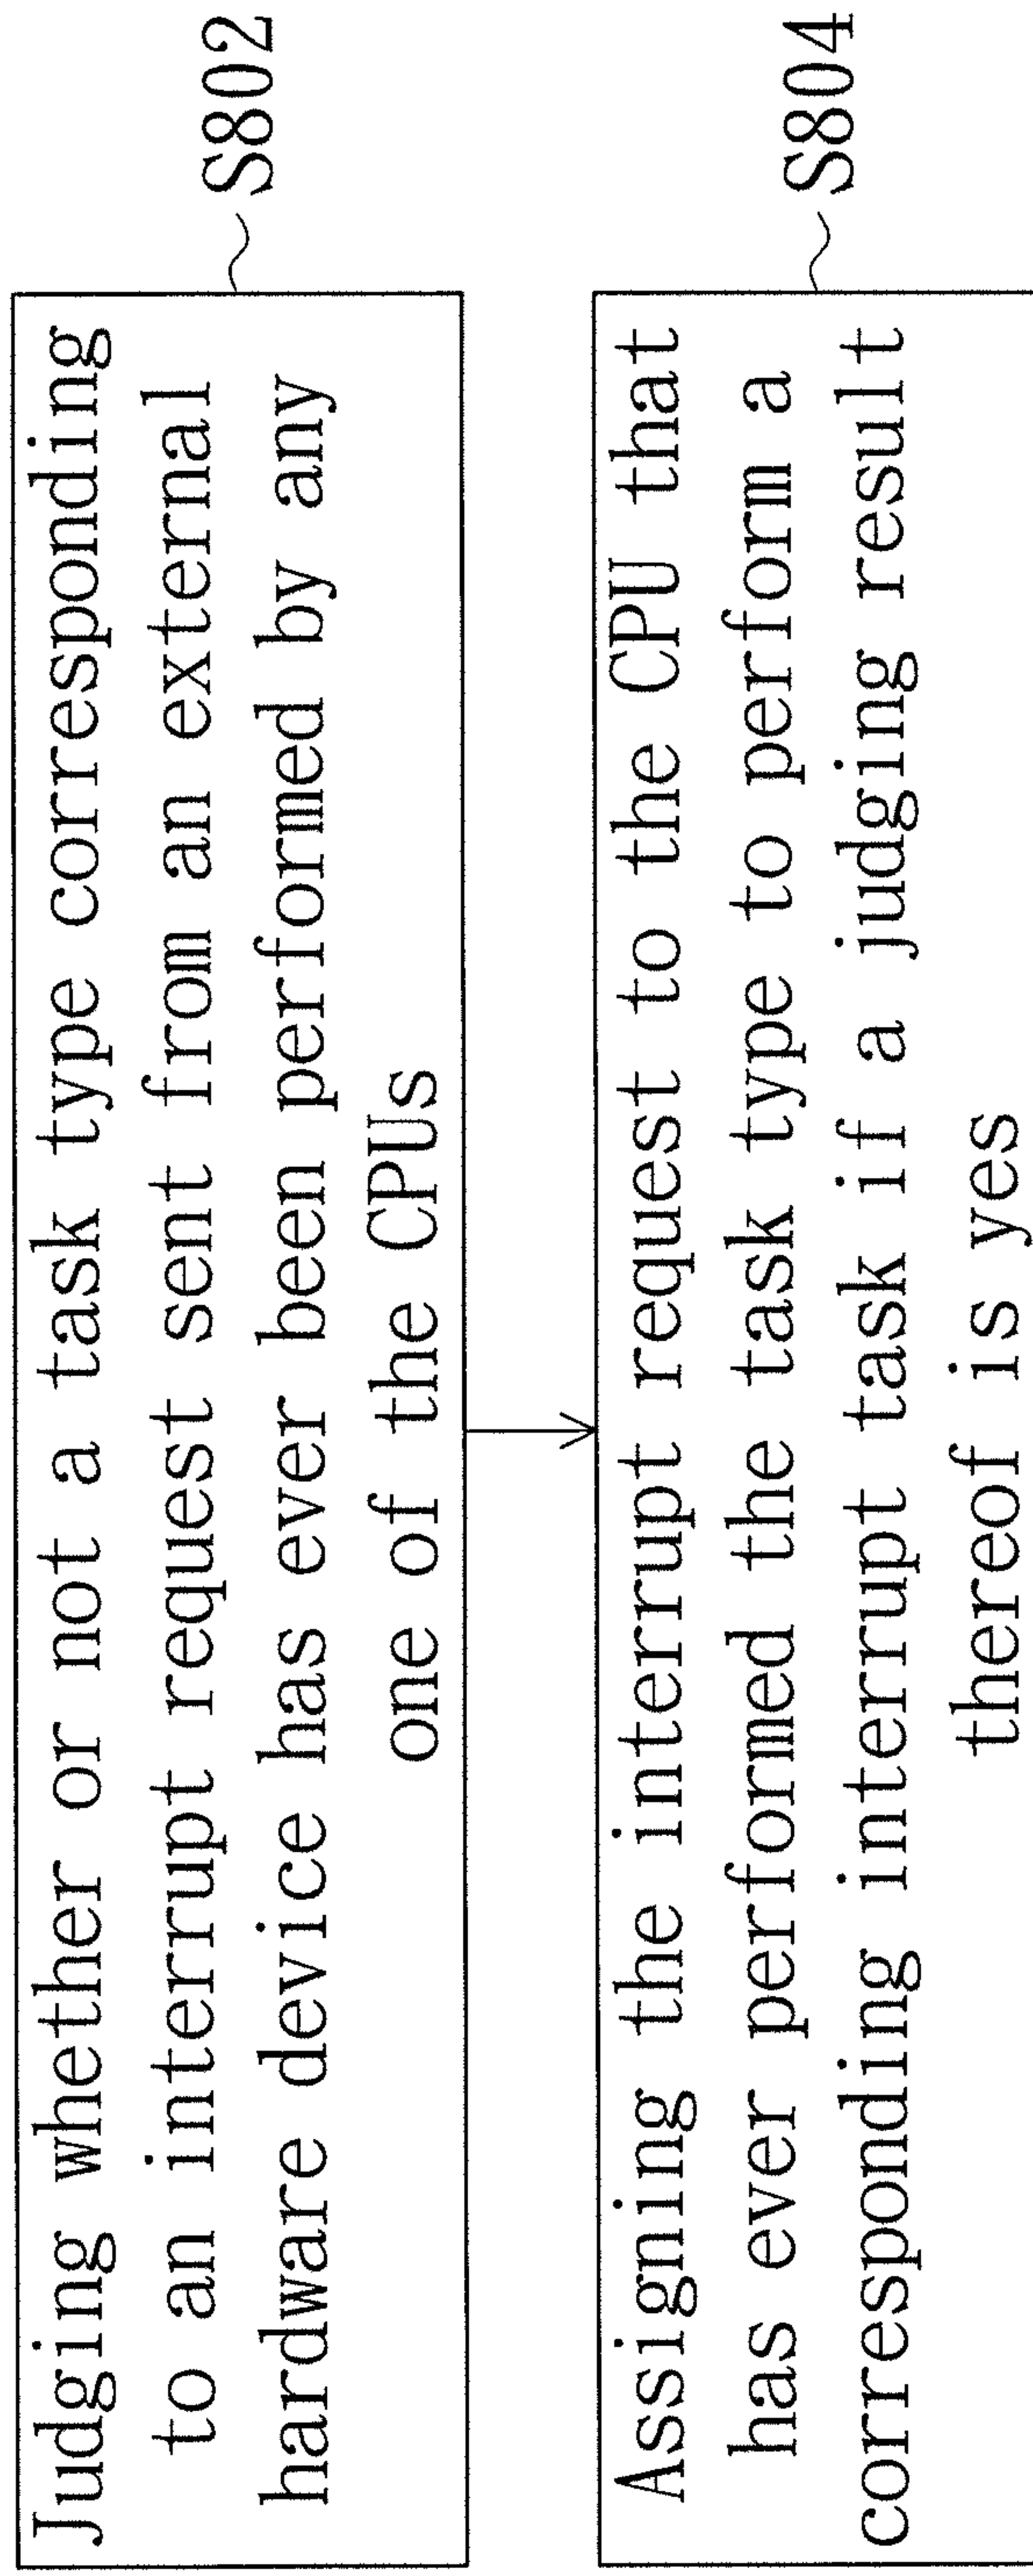 Judging whether or not a task type corresponding
to an interrupt request sent from an external
hardware device has ever been performed by any
one of the CPUs
S802
Assigning the interrupt request to the CPU that
has ever performed the task type to perform a
corresponding interrupt task if a judging result
thereof is yes
S804